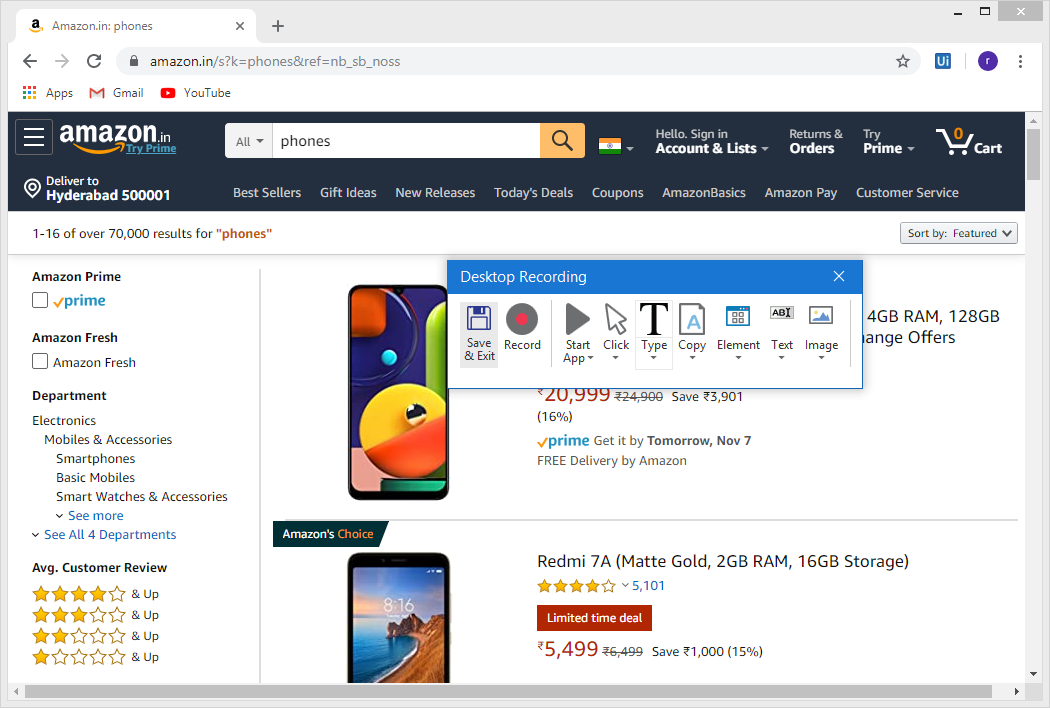 Amazon.in: phones
amazon.in/s?k=phones&ref=nb_sb_noss
Ui
r
Apps
Gmail
YouTube
amazon.in
Try Prime
All
phones
Hello. Sign in
Account & Lists
Returns &
Orders
Try
Prime
0
Cart
Deliver to
Hyderabad 500001
Best Sellers
Gift Ideas
New Releases
Today's Deals
Coupons
AmazonBasics
Amazon Pay
Customer Service
1-16 of over 70,000 results for "phones"
Sort by: Featured
Amazon Prime
prime
Amazon Fresh
Amazon Fresh
Department
Electronics
Mobiles & Accessories
Smartphones
Basic Mobiles
Smart Watches & Accessories
See more
See All 4 Departments
Avg. Customer Review
& Up
& Up
& Up
& Up
Desktop Recording
Save
& Exit
Record
Start
App
Click
Type
Copy
Element
Text
Image
T
A
AB
4GB RAM, 128GB
ange Offers
₹20,999 ₹24,900 Save ₹3,901
(16%)
prime Get it by Tomorrow, Nov 7
FREE Delivery by Amazon
Amazon's Choice
8:16
Redmi 7A (Matte Gold, 2GB RAM, 16GB Storage)
5,101
Limited time deal
₹5,499 ₹6,499 Save ₹1,000 (15%)